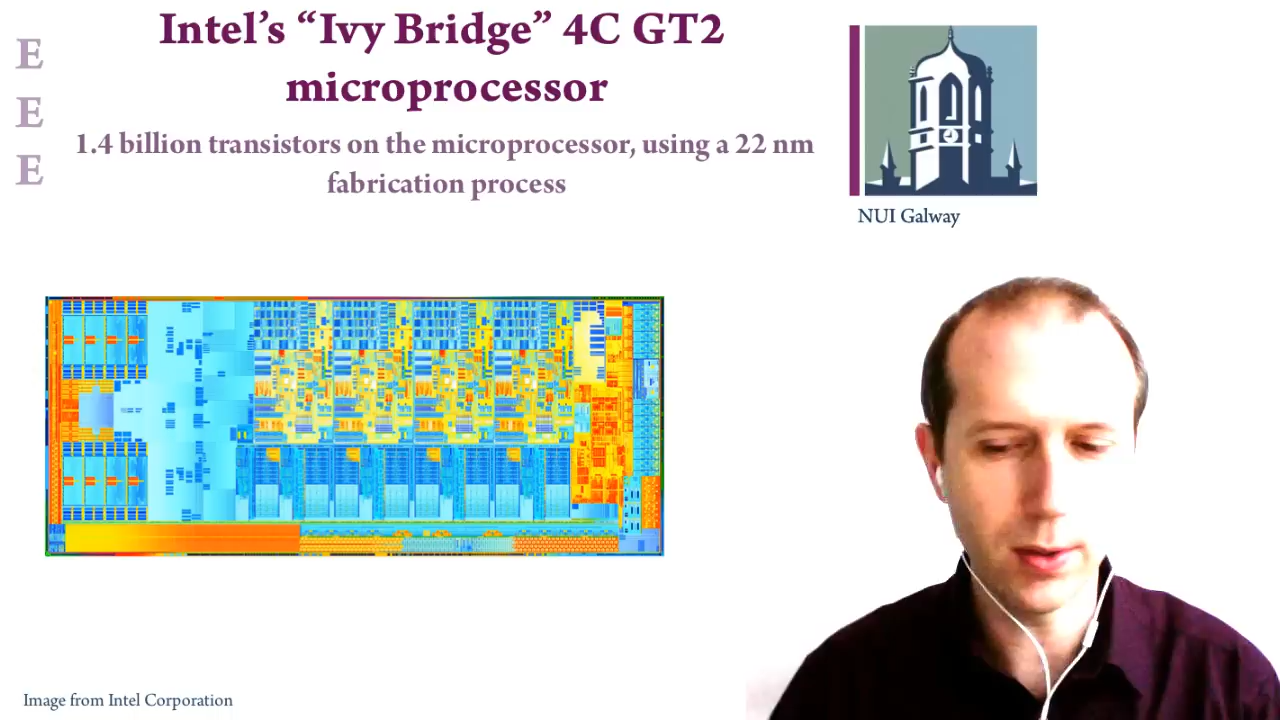 Intel's “Ivy Bridge” 4C GT2
microprocessor
1.4 billion transistors on the microprocessor, using a 22 nm
fabrication process
E
E
E
NUI Galway
Image from Intel Corporation